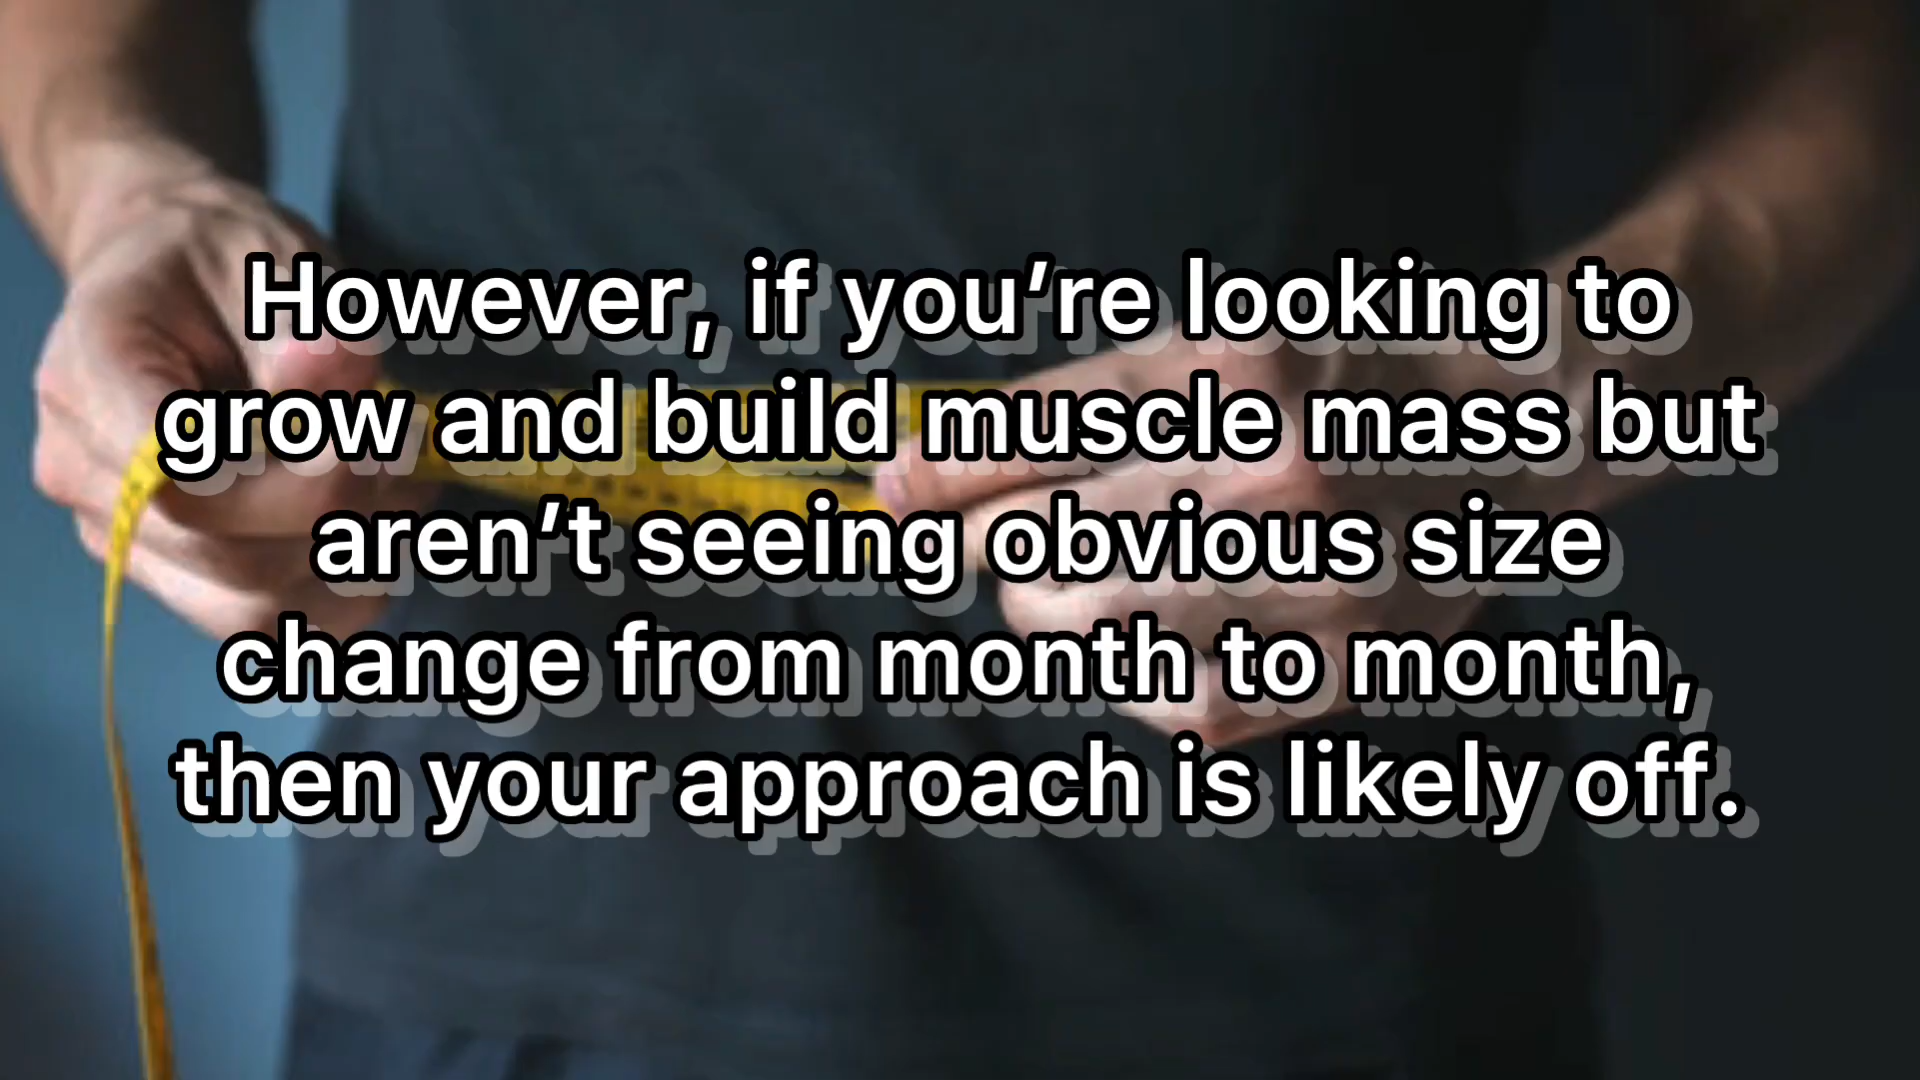 However, if you’re looking to
grow and build muscle mass but
aren’t seeing obvious size
change from month to month,
then your approach is likely off.